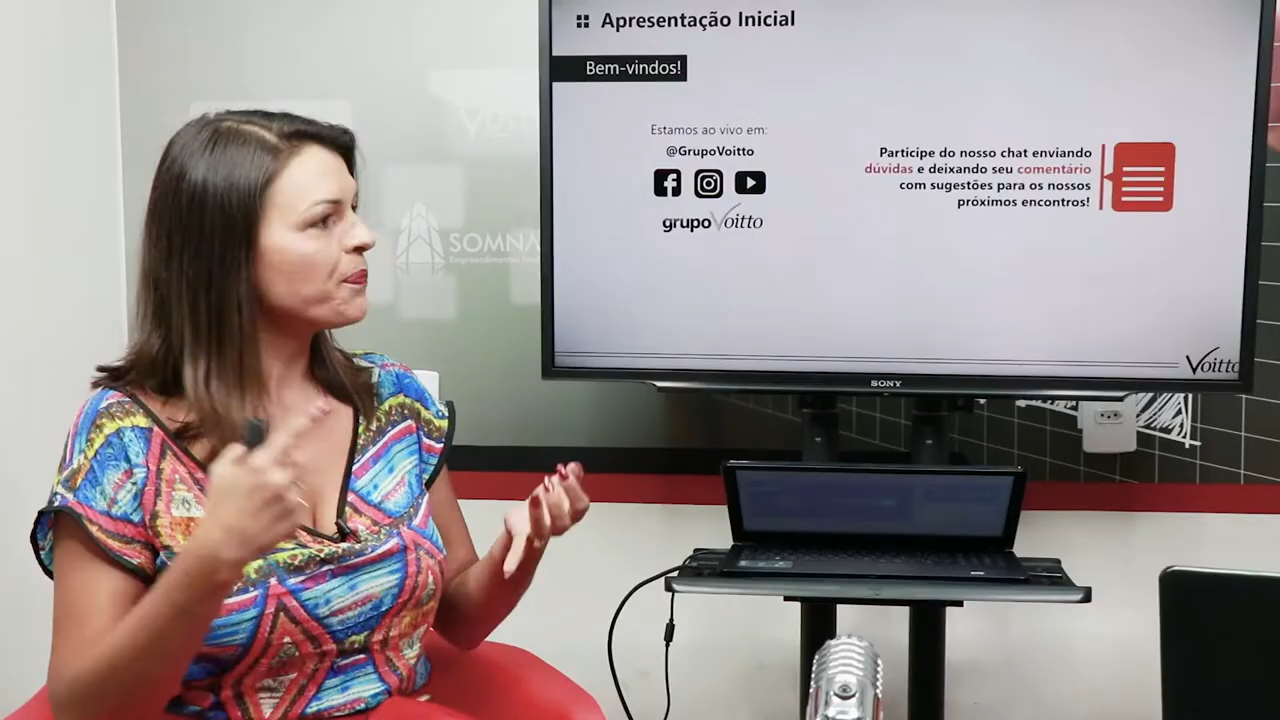 Apresentação Inicial
Bem-vindos!
Estamos ao vivo em:
@GrupoVoitto
grupoVoitto
Participe do nosso chat enviando
dúvidas e deixando seu comentário
com sugestões para os nossos
próximos encontros!
Voitto
SONY
SOMNA
Empreendimentos